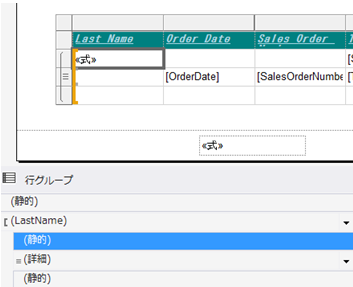 Last Name Order Date Sales Order
«式»
[OrderDate] [SalesOrderNumbe
«式»
行グループ
(静的)
(LastName)
(静的)
(詳細)
(静的)